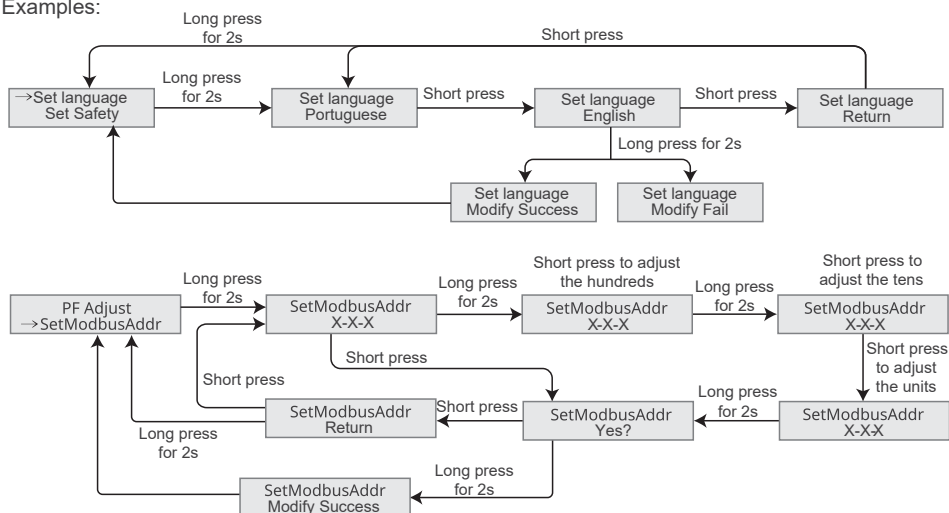 Examples:
Long press
for 2s
Short press
→Set language
Set Safety
Long press
for 2s
Set language
Portuguese
Short press
Set language
English
Short press
Set language
Return
Long press for 2s
Set language
Modify Success
Set language
Modify Fail
PF Adjust
→SetModbusAddr
Long press
for 2s
SetModbusAddr
X-X-X
Long press
for 2s
Short press to adjust
the hundreds
SetModbusAddr
X-X-X
Long press
for 2s
Short press to
adjust the tens
SetModbusAddr
X-X-X
Short press
to adjust
the units
SetModbusAddr
X-X-X
Long press
for 2s
SetModbusAddr
Yes?
Short press
Short press
SetModbusAddr
Return
Short press
Long press
for 2s
Long press
for 2s
SetModbusAddr
Modify Success